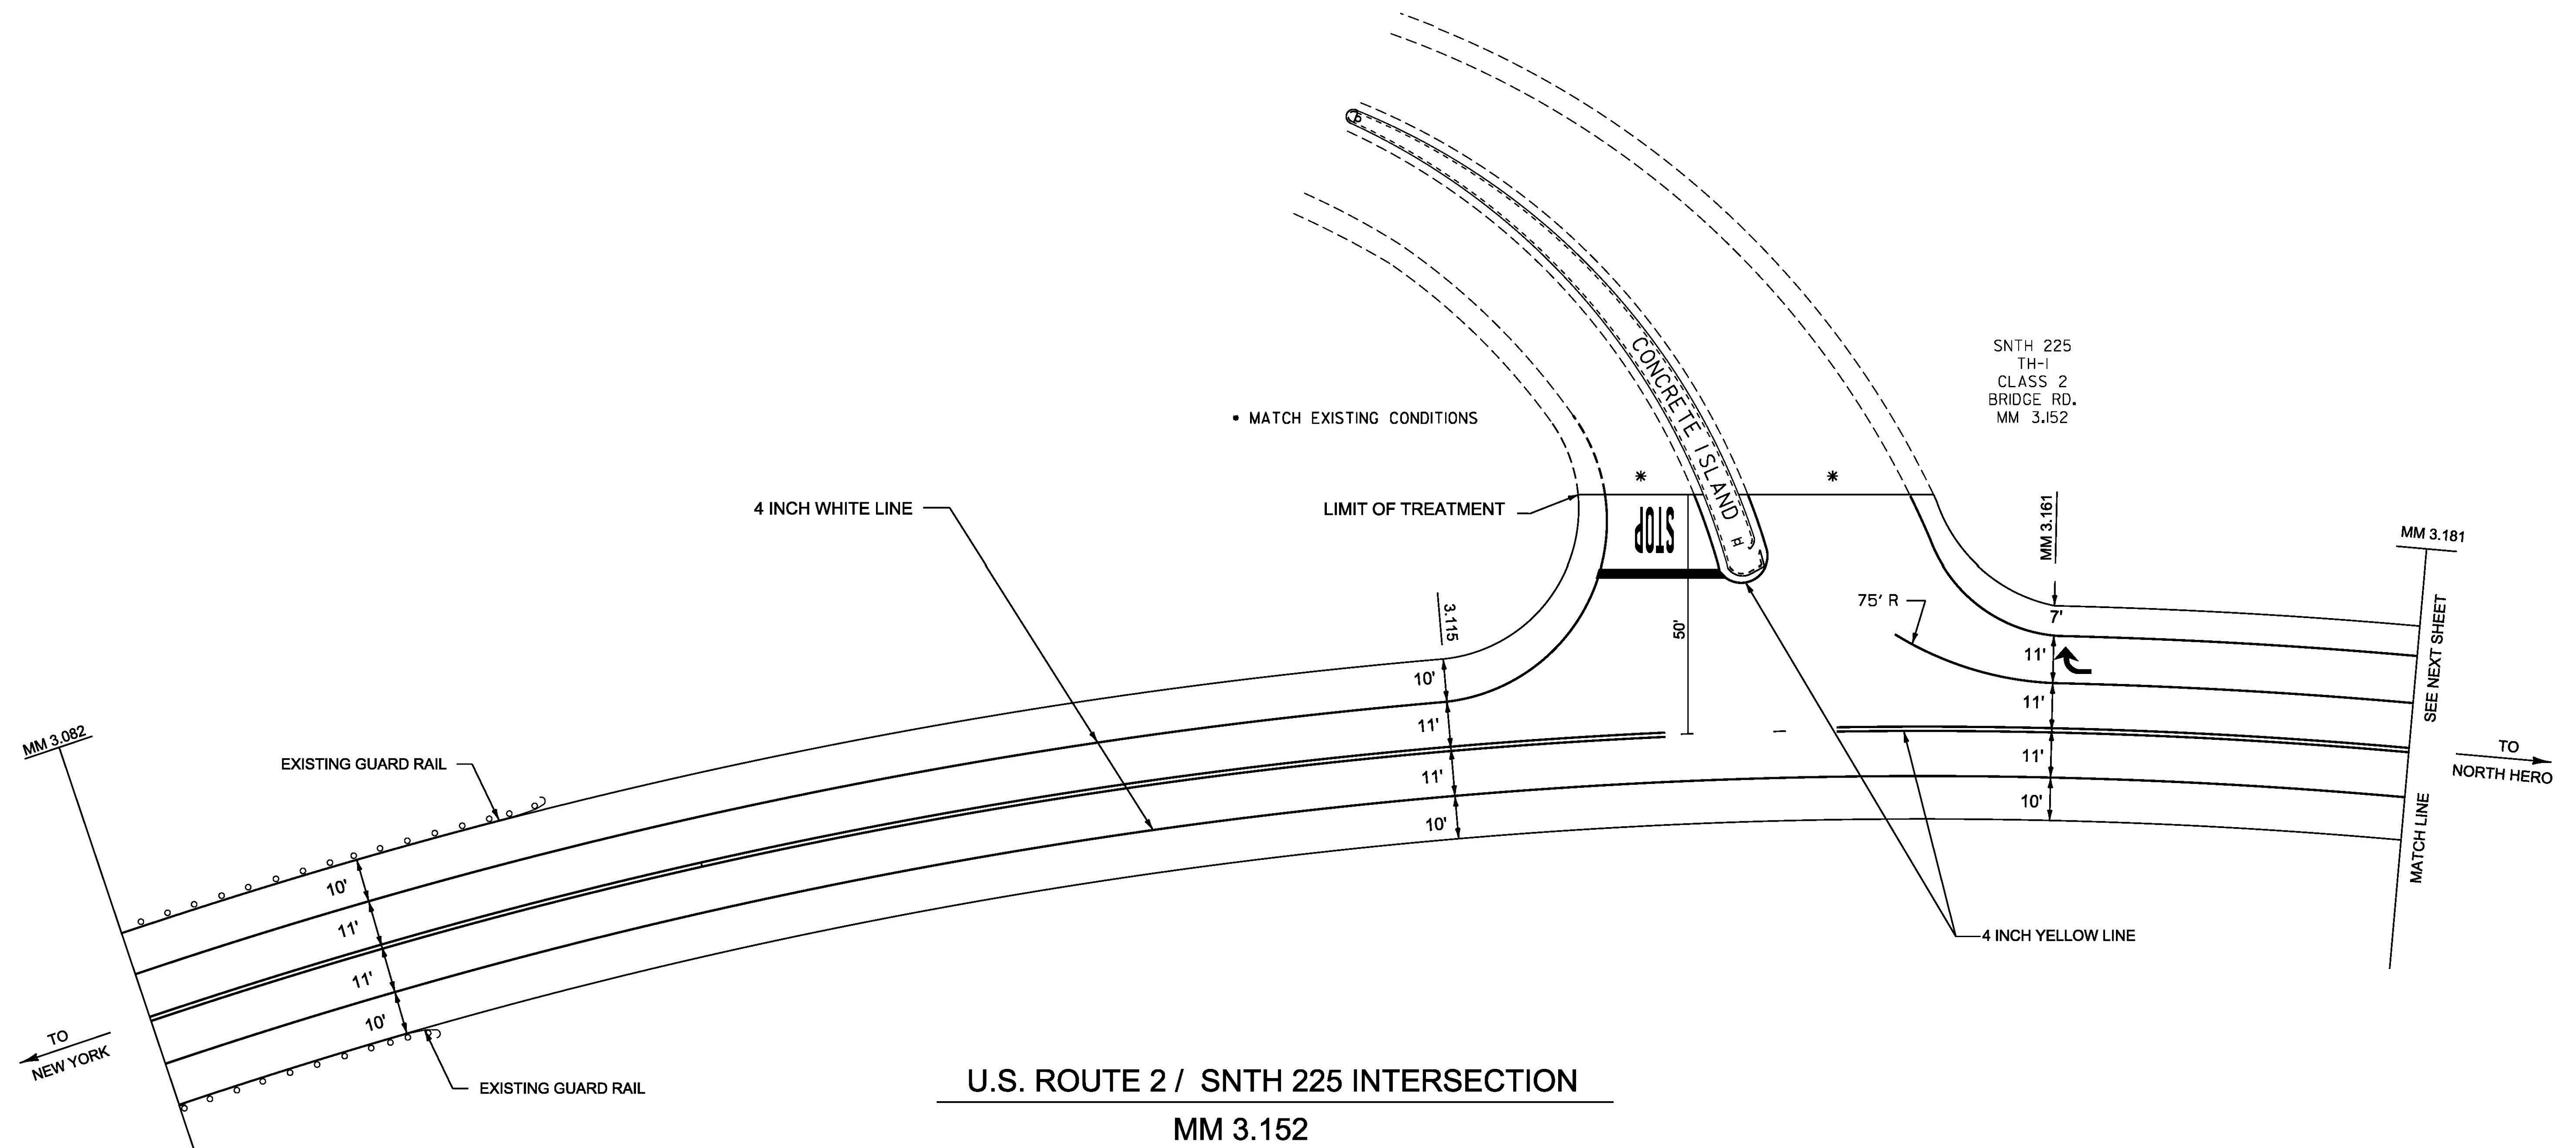 CONCRETE ISLAND
SNTH 225
TH-1
CLASS 2
BRIDGE RD.
MM 3.152
* MATCH EXISTING CONDITIONS
*
*
4 INCH WHITE LINE
LIMIT OF TREATMENT
STOP
MM 3.161
MM 3.181
75' R
3.115
50'
7'
11'
11'
11'
10'
10'
11'
11'
10'
SEE NEXT SHEET
MATCH LINE
TO
NORTH HERO
MM 3.082
EXISTING GUARD RAIL
10'
11'
11'
10'
TO
NEW YORK
EXISTING GUARD RAIL
4 INCH YELLOW LINE
U.S. ROUTE 2 / SNTH 225 INTERSECTION
MM 3.152